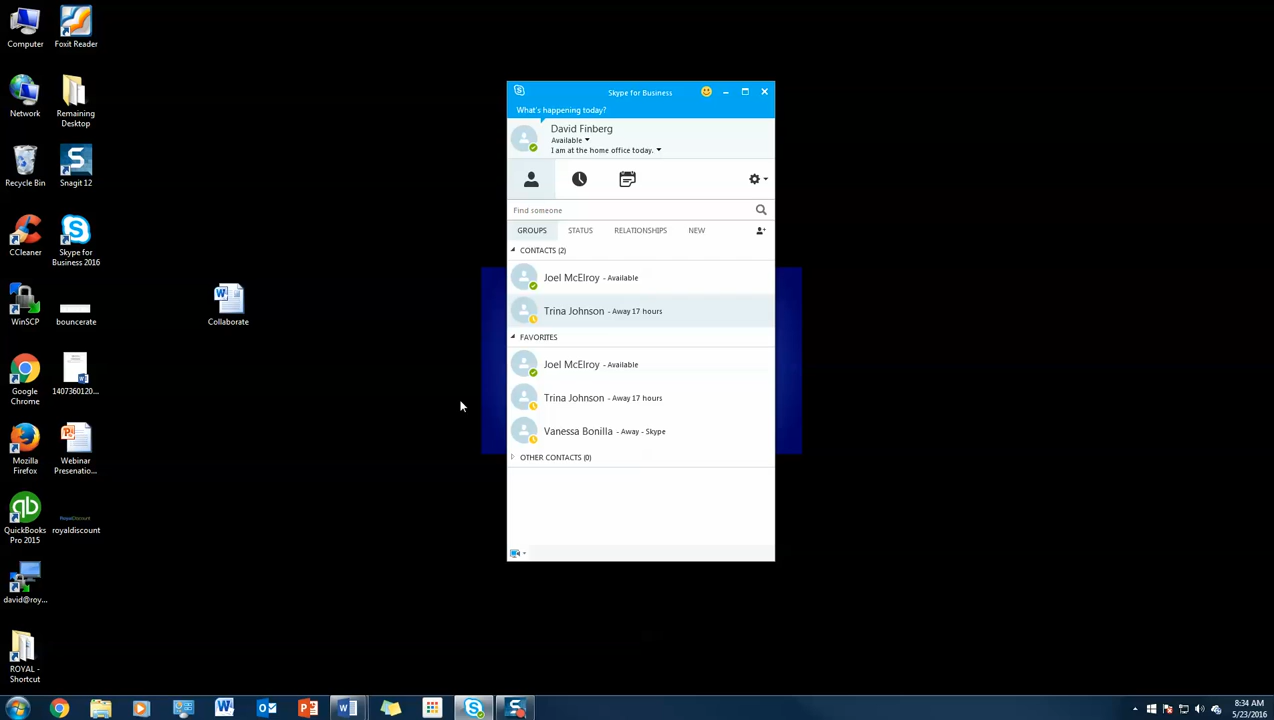 Computer
Foxit Reader
Network
Remaining
Desktop
Recycle Bin
Snagit 12
CCleaner
Skype for
Business 2016
WinSCP
bouncerate
Collaborate
Google
Chrome
1407360120...
Mozilla
Firefox
Webinar
Presenatio...
QuickBooks
Pro 2015
royaldiscount
david@roy...
ROYAL -
Shortcut
Skype for Business
What's happening today?
David Finberg
Available
I am at the home office today.
Find someone
GROUPS STATUS RELATIONSHIPS NEW
CONTACTS (2)
Joel McElroy - Available
Trina Johnson - Away 17 hours
FAVORITES
Joel McElroy - Available
Trina Johnson - Away 17 hours
Vanessa Bonilla - Away - Skype
OTHER CONTACTS (0)
8:34 AM
5/23/2016